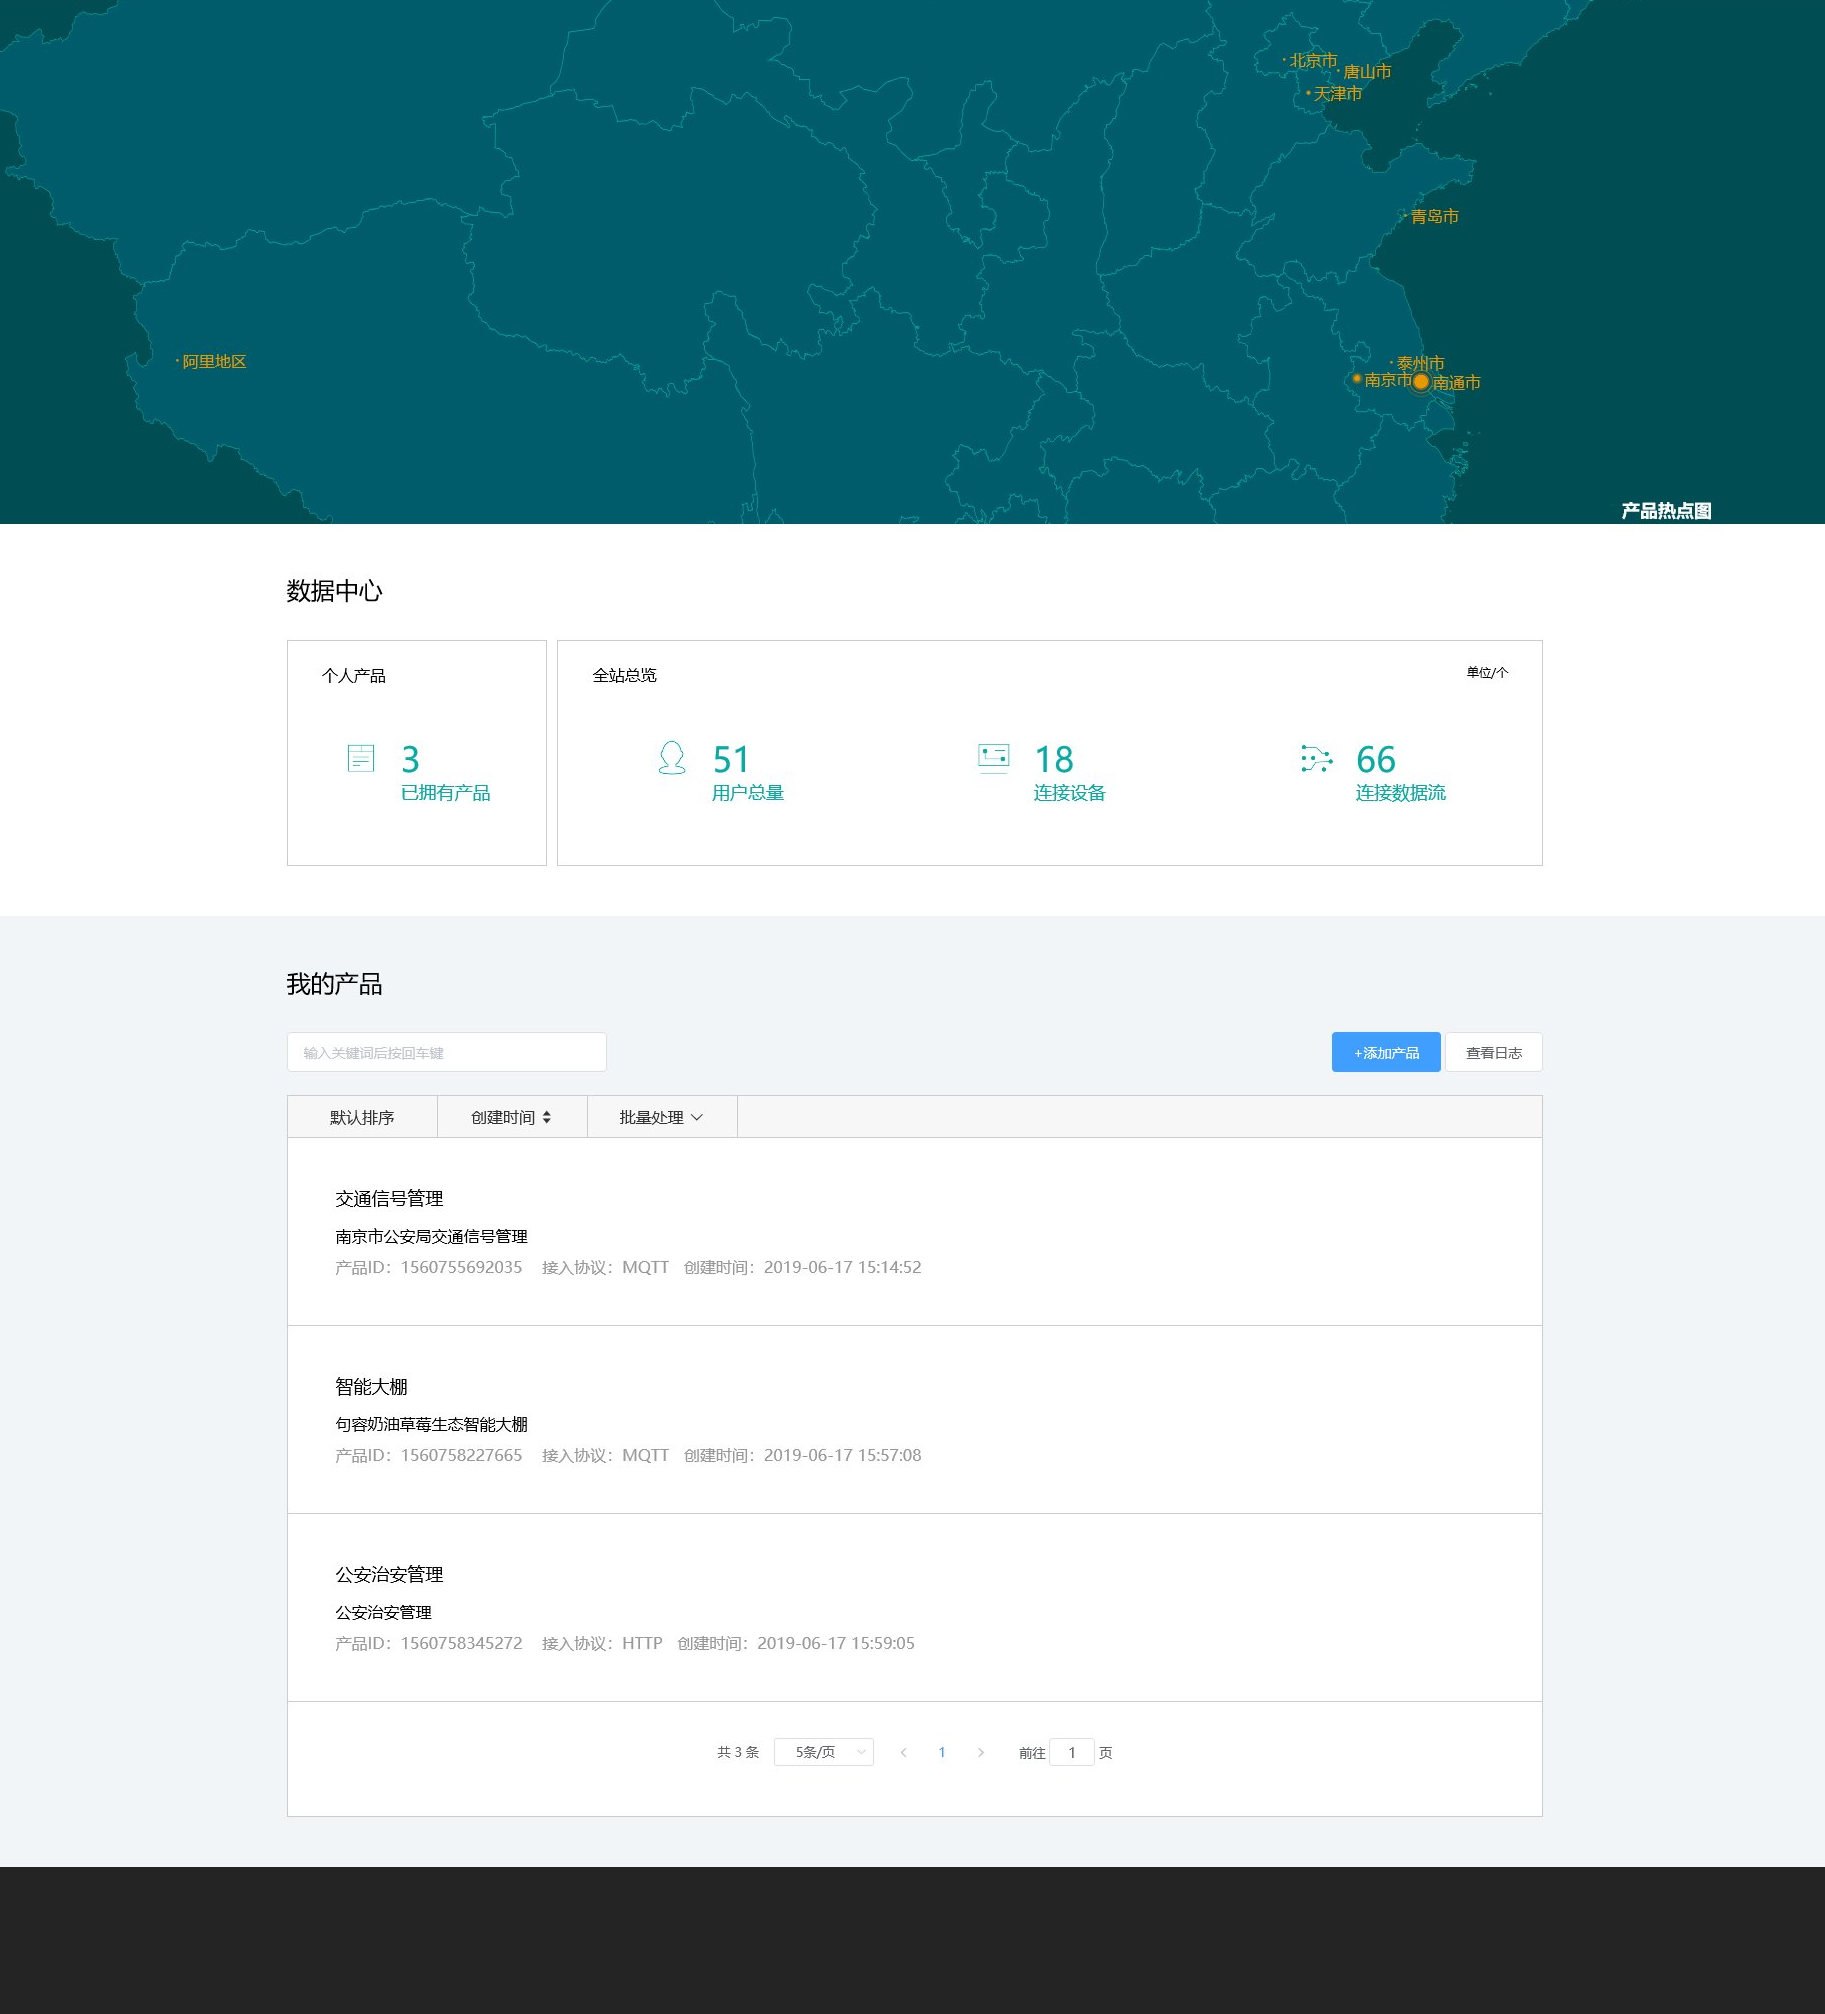 北京市
唐山市
天津市
青岛市
阿里地区
泰州市
南京市 南通市
产品热点图
数据中心
个人产品
3
已拥有产品
全站总览 单位/个
51
用户总量
18
连接设备
66
连接数据流
我的产品
输入关键词后按回车键 +添加产品 查看日志
默认排序 创建时间 批量处理
交通信号管理
南京市公安局交通信号管理
产品ID：1560755692035 接入协议：MQTT 创建时间：2019-06-17 15:14:52
智能大棚
句容奶油草莓生态智能大棚
产品ID：1560758227665 接入协议：MQTT 创建时间：2019-06-17 15:57:08
公安治安管理
公安治安管理
产品ID：1560758345272 接入协议：HTTP 创建时间：2019-06-17 15:59:05
共 3 条 5条/页 1 前往 1 页